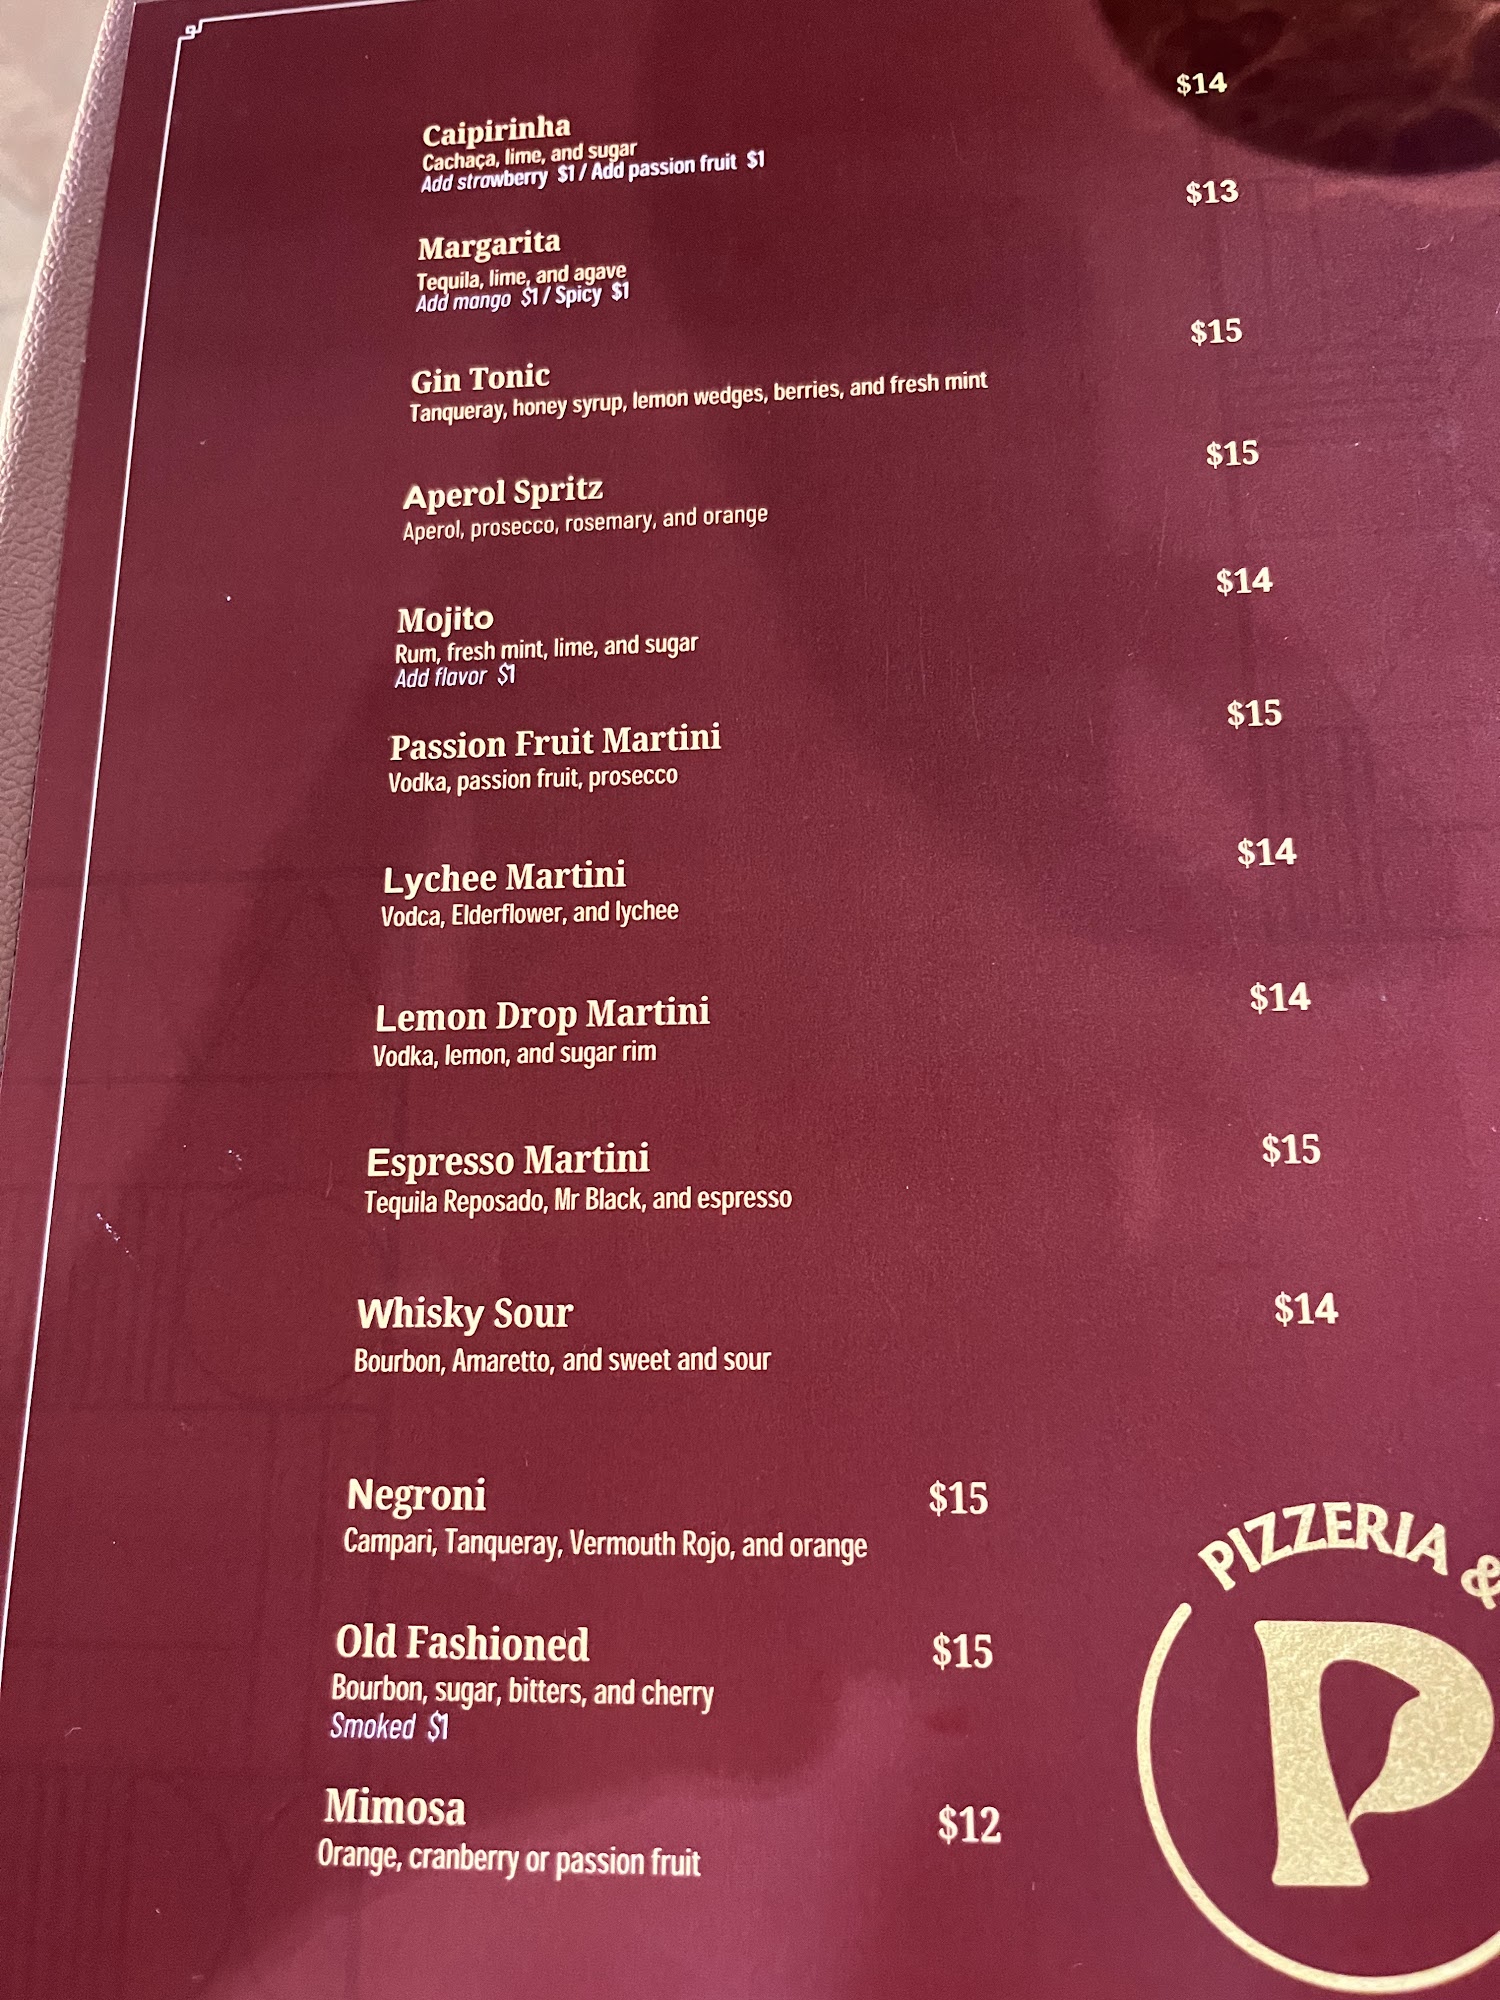 Caipirinha $14
Cachaça, lime, and sugar
Add strawberry $1 / Add passion fruit $1
Margarita $13
Tequila, lime, and agave
Add mango $1 / Spicy $1
Gin Tonic $15
Tanqueray, honey syrup, lemon wedges, berries, and fresh mint
Aperol Spritz $15
Aperol, prosecco, rosemary, and orange
Mojito $14
Rum, fresh mint, lime, and sugar
Add flavor $1
Passion Fruit Martini $15
Vodka, passion fruit, prosecco
Lychee Martini $14
Vodca, Elderflower, and lychee
Lemon Drop Martini $14
Vodka, lemon, and sugar rim
Espresso Martini $15
Tequila Reposado, Mr Black, and espresso
Whisky Sour $14
Bourbon, Amaretto, and sweet and sour
Negroni $15
Campari, Tanqueray, Vermouth Rojo, and orange
Old Fashioned $15
Bourbon, sugar, bitters, and cherry
Smoked $1
Mimosa $12
Orange, cranberry or passion fruit
PIZZERIA &
P